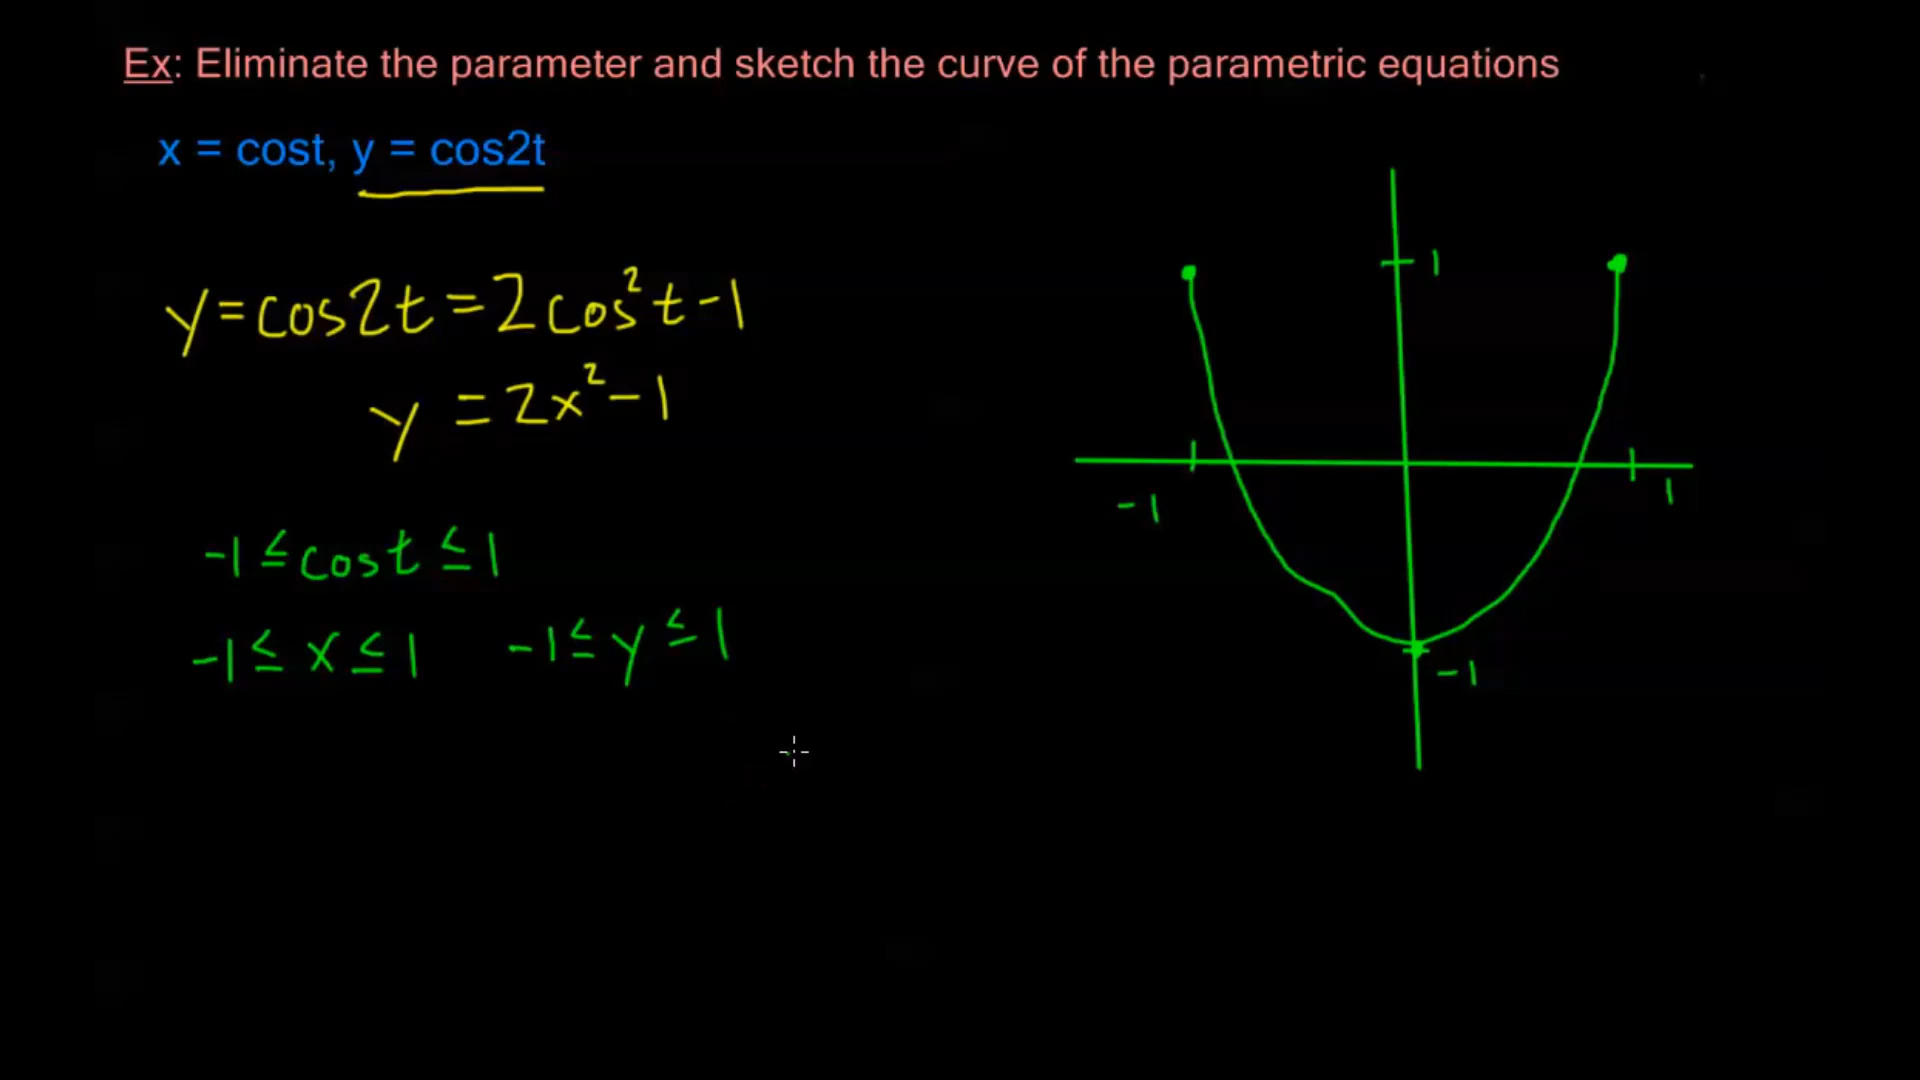 Ex: Eliminate the parameter and sketch the curve of the parametric equations
x = cost, y = cos2t
y = cos2t = 2cos²t - 1
y = 2x² - 1
-1 ≤ cost ≤ 1
-1 ≤ x ≤ 1 -1 ≤ y ≤ 1
1
-1
1
-1